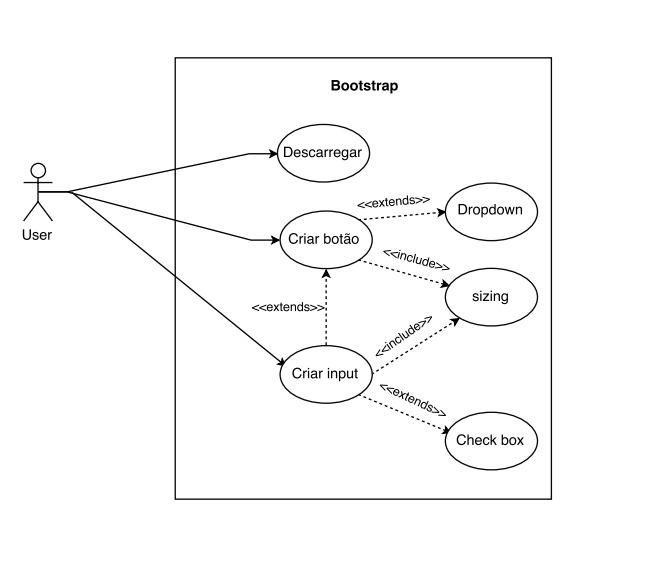 Bootstrap
Descarregar
User
Criar botão
<<extends>>
Dropdown
<<include>>
sizing
<<extends>>
Criar input
<<include>>
<<extends>>
Check box